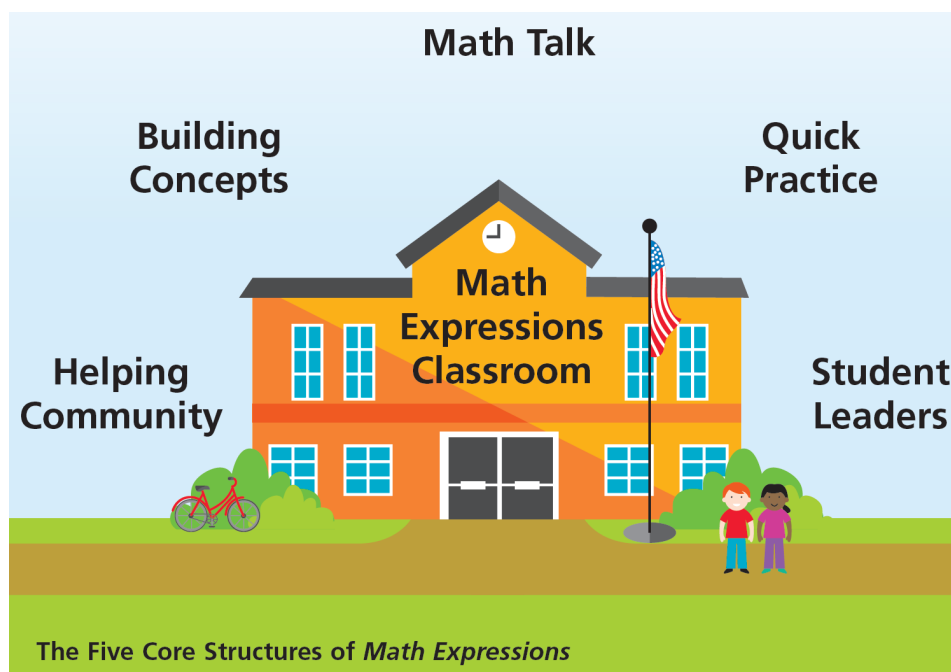 Math Talk
Building
Concepts
Quick
Practice
Math
Expressions
Classroom
Helping
Community
Student
Leaders
The Five Core Structures of Math Expressions